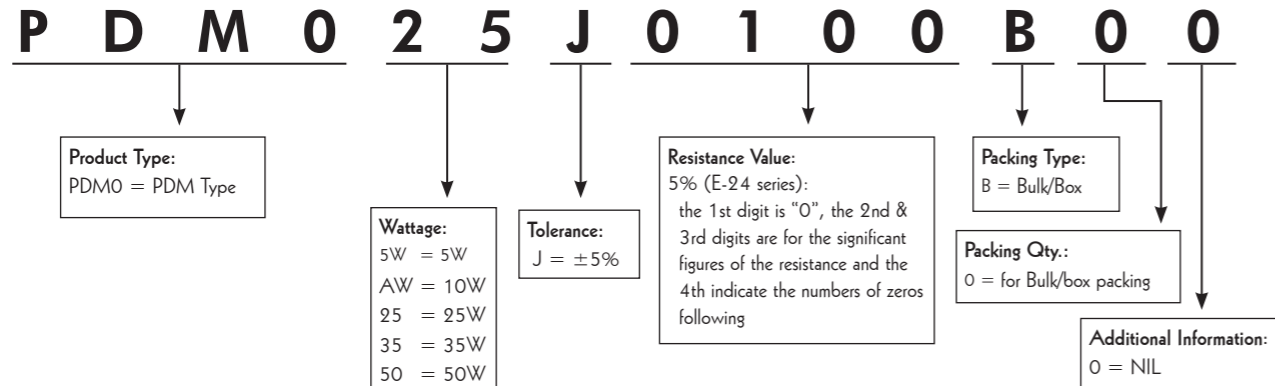 P D M 0 2 5 J 0 1 0 0 B 0 0
Product Type:
PDM0 = PDM Type
Wattage:
5W = 5W
AW = 10W
25 = 25W
35 = 35W
50 = 50W
Tolerance:
J = ±5%
Resistance Value:
5% (E-24 series):
the 1st digit is “0”, the 2nd &
3rd digits are for the significant
figures of the resistance and the
4th indicate the numbers of zeros
following
Packing Type:
B = Bulk/Box
Packing Qty.:
0 = for Bulk/box packing
Additional Information:
0 = NIL